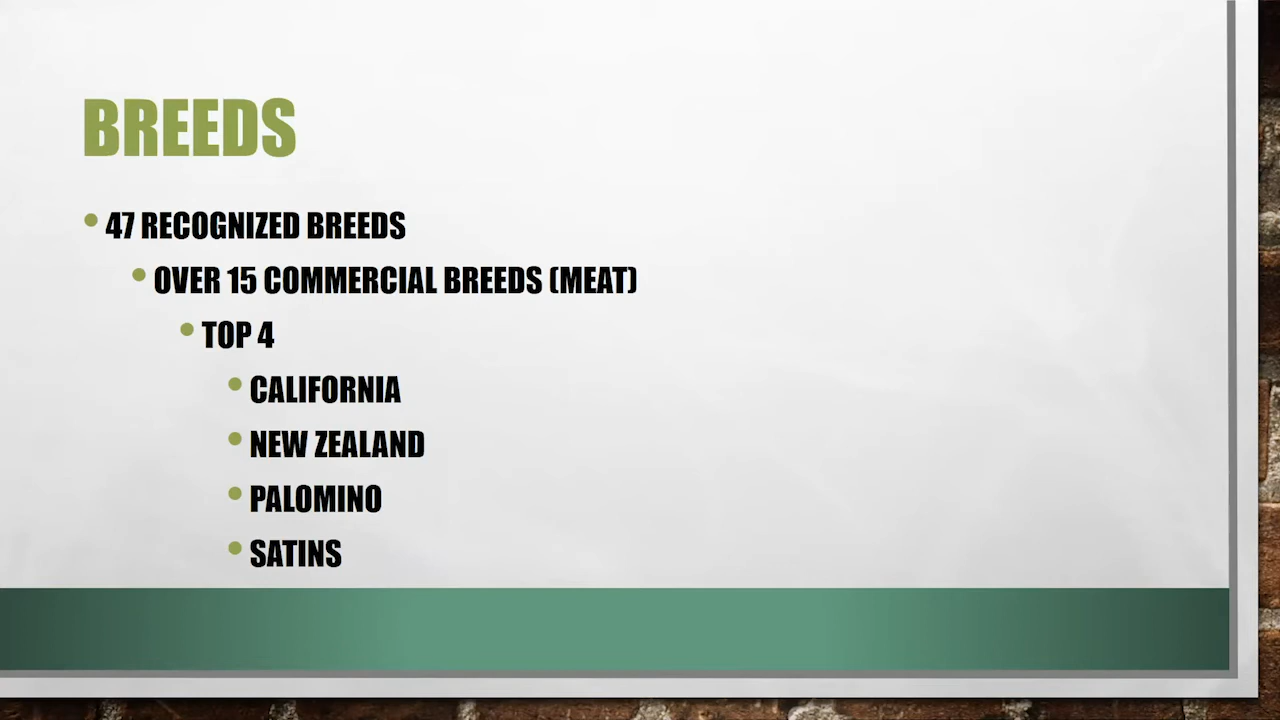 BREEDS
• 47 RECOGNIZED BREEDS
• OVER 15 COMMERCIAL BREEDS (MEAT)
• TOP 4
• CALIFORNIA
• NEW ZEALAND
• PALOMINO
• SATINS